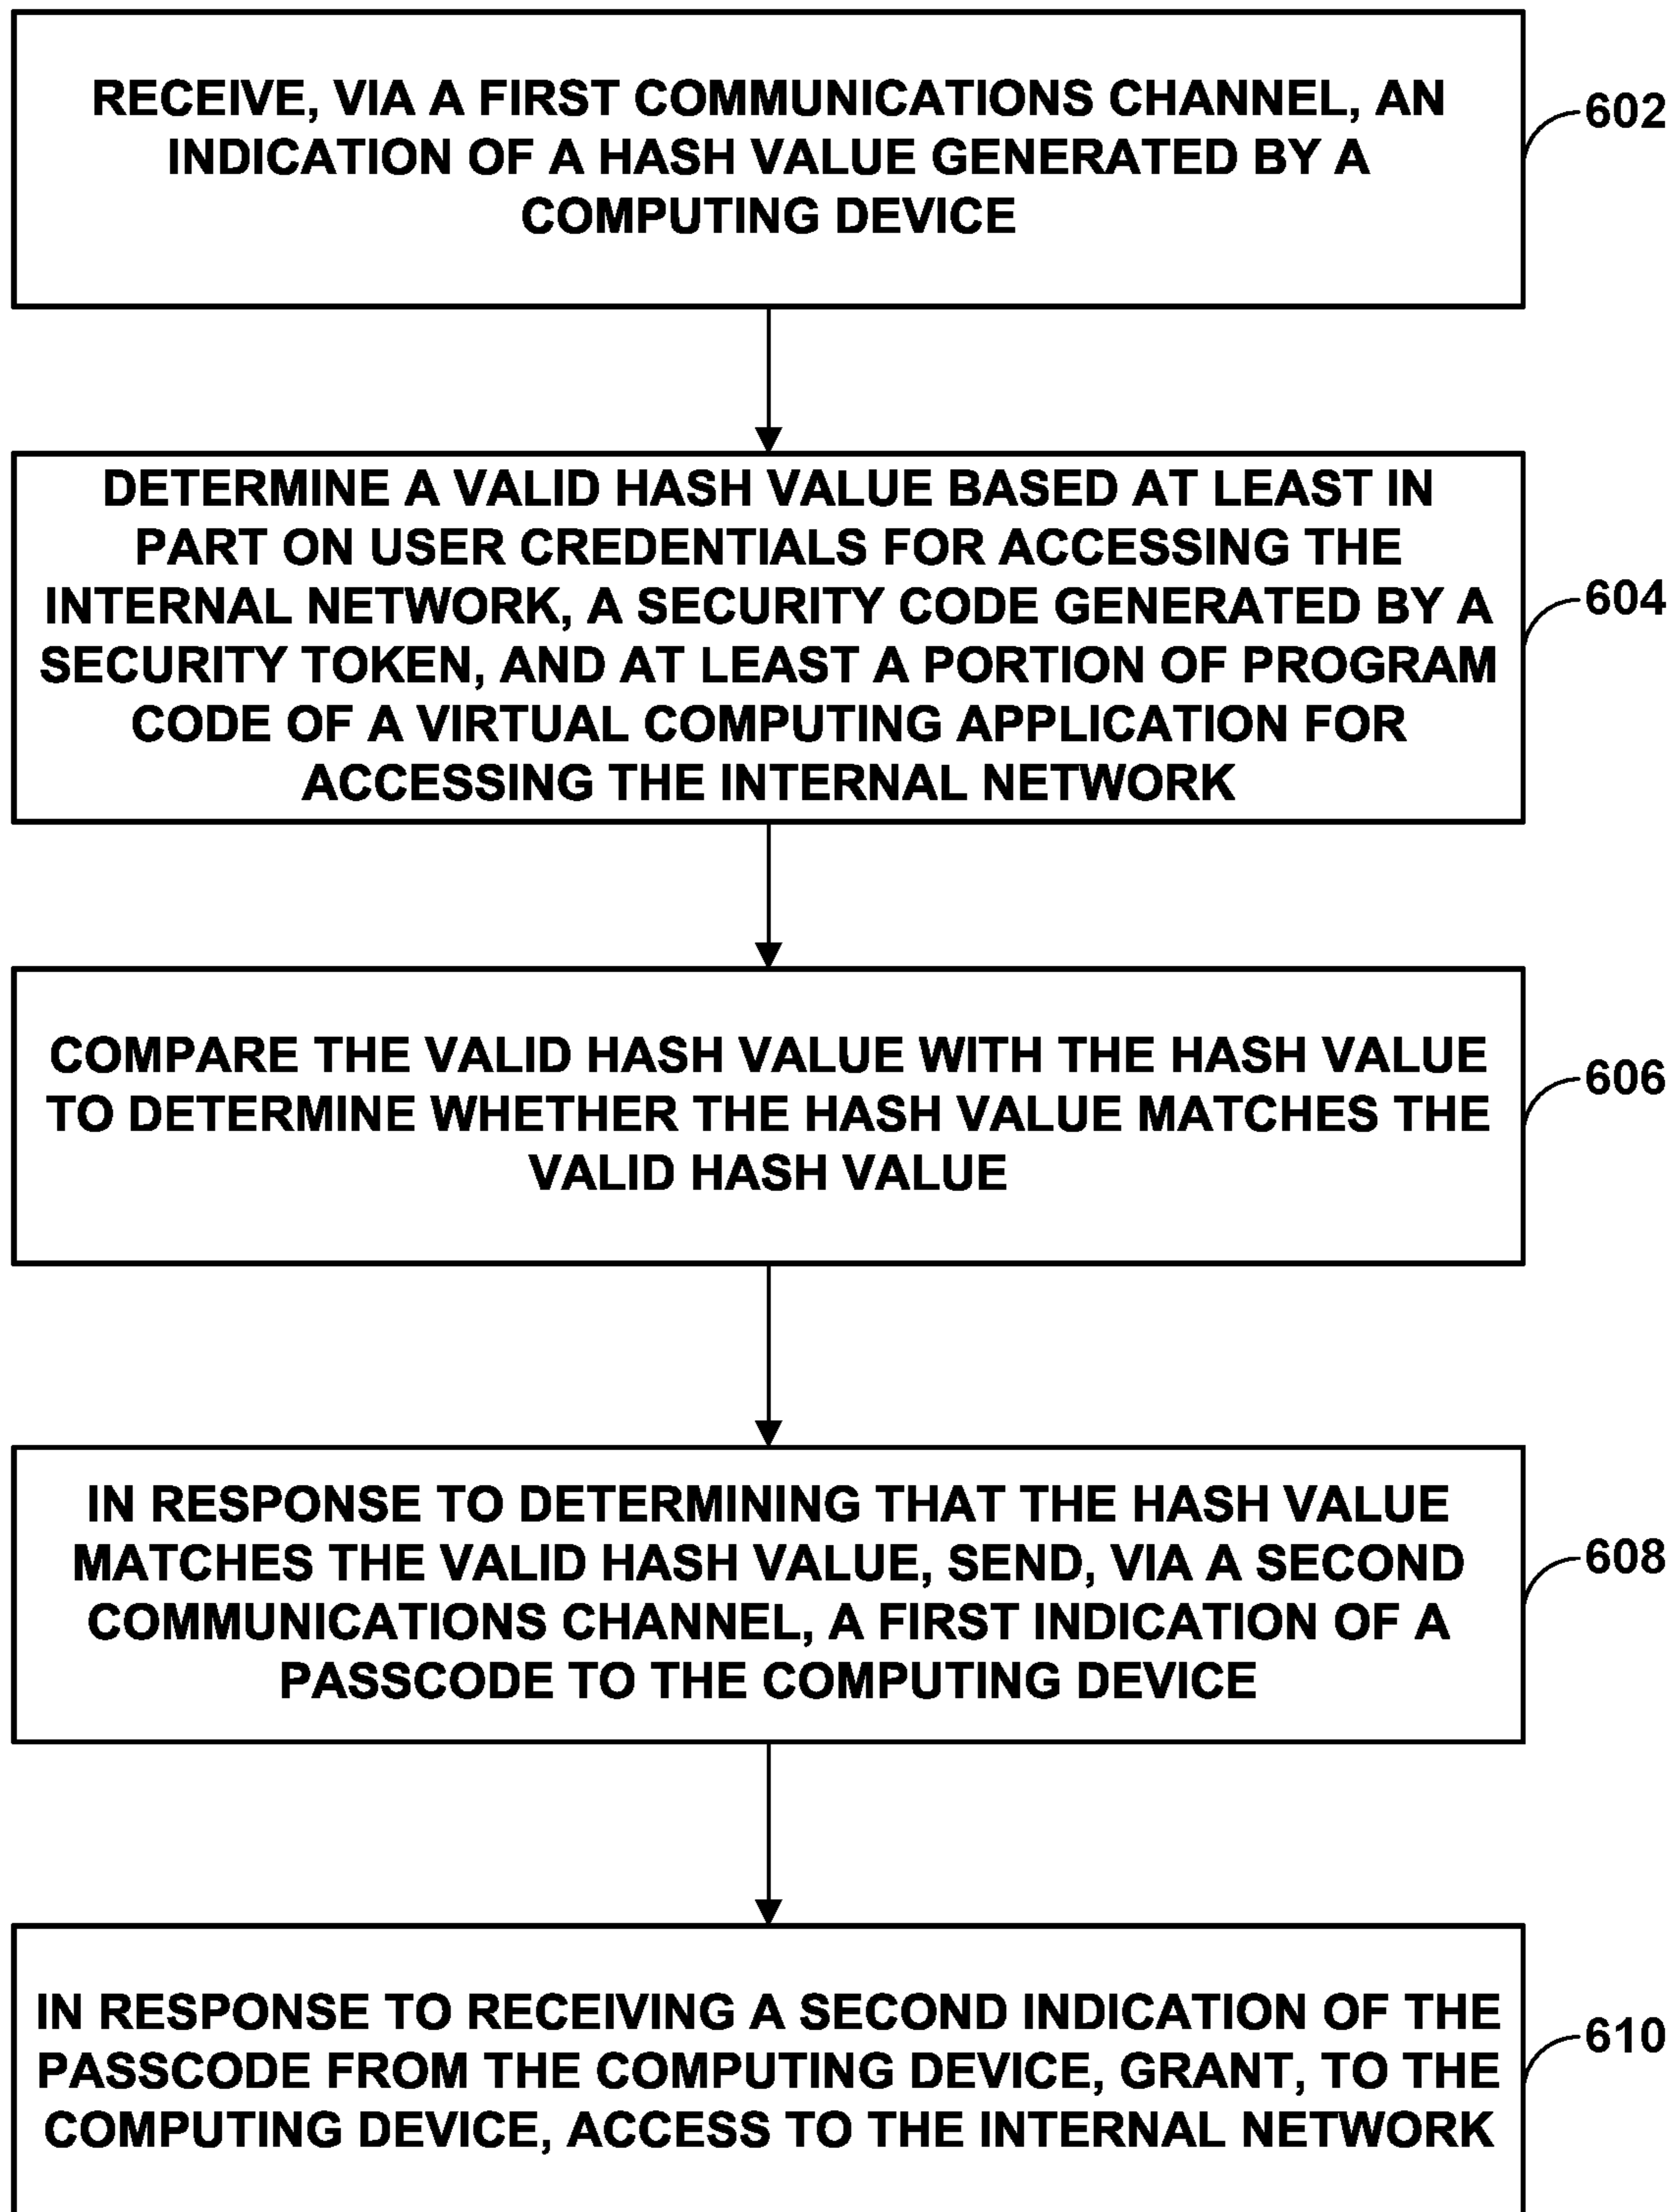 RECEIVE, VIA A FIRST COMMUNICATIONS CHANNEL, AN
INDICATION OF A HASH VALUE GENERATED BY A
COMPUTING DEVICE
602
DETERMINE A VALID HASH VALUE BASED AT LEAST IN
PART ON USER CREDENTIALS FOR ACCESSING THE
INTERNAL NETWORK, A SECURITY CODE GENERATED BY A
SECURITY TOKEN, AND AT LEAST A PORTION OF PROGRAM
CODE OF A VIRTUAL COMPUTING APPLICATION FOR
ACCESSING THE INTERNAL NETWORK
604
COMPARE THE VALID HASH VALUE WITH THE HASH VALUE
TO DETERMINE WHETHER THE HASH VALUE MATCHES THE
VALID HASH VALUE
606
IN RESPONSE TO DETERMINING THAT THE HASH VALUE
MATCHES THE VALID HASH VALUE, SEND, VIA A SECOND
COMMUNICATIONS CHANNEL, A FIRST INDICATION OF A
PASSCODE TO THE COMPUTING DEVICE
608
IN RESPONSE TO RECEIVING A SECOND INDICATION OF THE
PASSCODE FROM THE COMPUTING DEVICE, GRANT, TO THE
COMPUTING DEVICE, ACCESS TO THE INTERNAL NETWORK
610